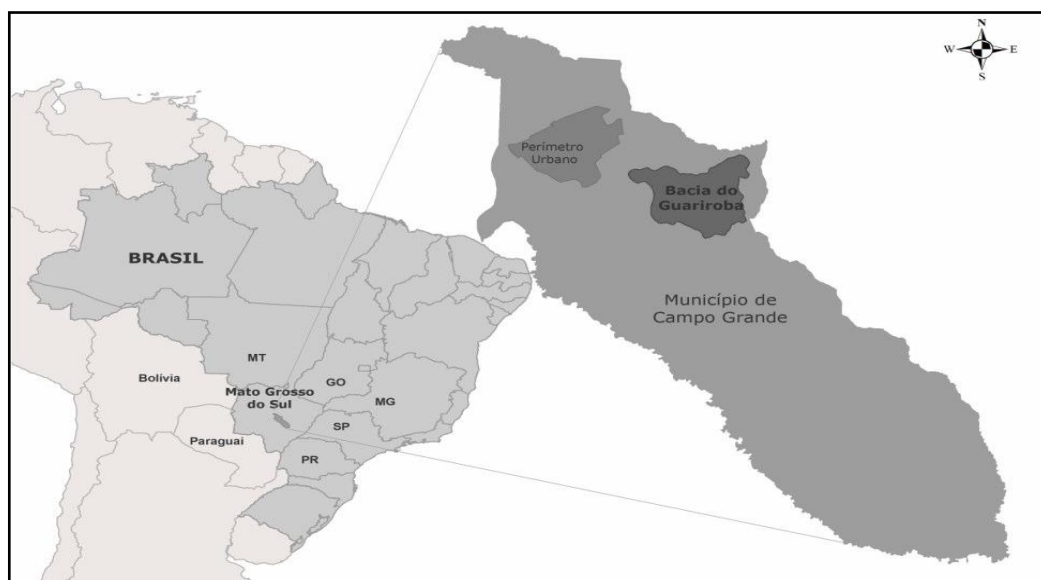 N
W E
S
Perímetro
Urbano
Bacia do
Guariroba
BRASIL
Município de
Campo Grande
MT
Bolívia
GO
Mato Grosso
do Sul
MG
SP
Paraguai
PR